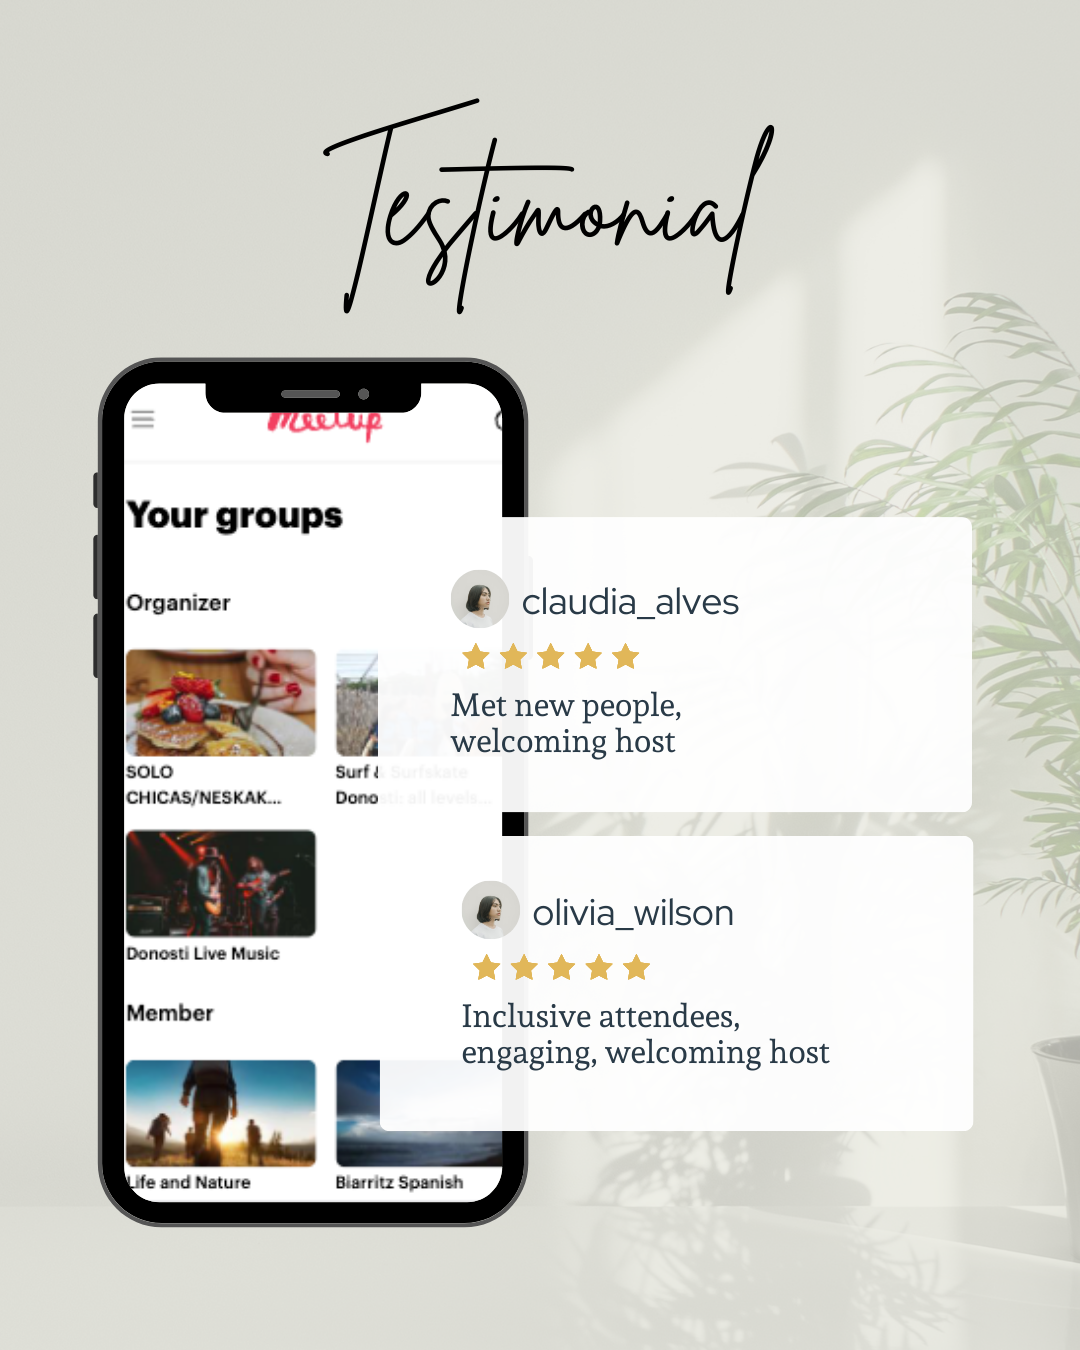 Testimonial
meetup
Your groups
Organizer
SOLO
CHICAS/NESKAK...
Surf & Surfskate
Donosti: all levels...
Donosti Live Music
Member
Life and Nature
Biarritz Spanish
claudia_alves
Met new people,
welcoming host
olivia_wilson
Inclusive attendees,
engaging, welcoming host